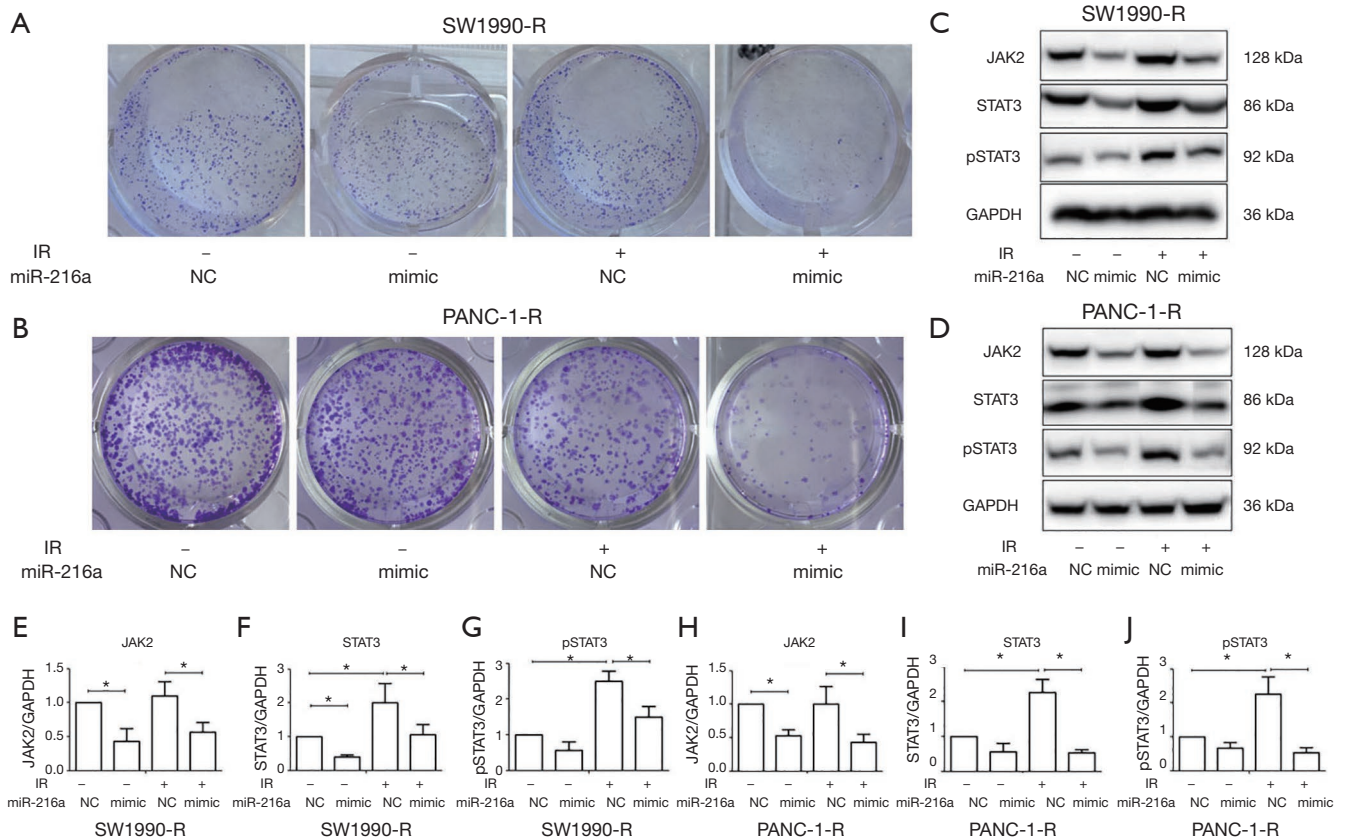 A
SW1990-R
IR – – + +
miR-216a NC mimic NC mimic
B
PANC-1-R
IR – – + +
miR-216a NC mimic NC mimic
C
SW1990-R
JAK2 128 kDa
STAT3 86 kDa
pSTAT3 92 kDa
GAPDH 36 kDa
IR – – + +
miR-216a NC mimic NC mimic
D
PANC-1-R
JAK2 128 kDa
STAT3 86 kDa
pSTAT3 92 kDa
GAPDH 36 kDa
IR – – + +
miR-216a NC mimic NC mimic
E
JAK2
JAK2/GAPDH
1.5
1.0
0.5
0.0
* *
IR – – + +
miR-216a NC mimic NC mimic
SW1990-R
F
STAT3
STAT3/GAPDH
3
2
1
0
* * *
IR – – + +
miR-216a NC mimic NC mimic
SW1990-R
G
pSTAT3
pSTAT3/GAPDH
3
2
1
0
* *
IR – – + +
miR-216a NC mimic NC mimic
SW1990-R
H
JAK2
JAK2/GAPDH
1.5
1.0
0.5
0.0
* *
IR – – + +
miR-216a NC mimic NC mimic
PANC-1-R
I
STAT3
STAT3/GAPDH
3
2
1
0
* *
IR – – + +
miR-216a NC mimic NC mimic
PANC-1-R
J
pSTAT3
pSTAT3/GAPDH
3
2
1
0
* *
IR – – + +
miR-216a NC mimic NC mimic
PANC-1-R